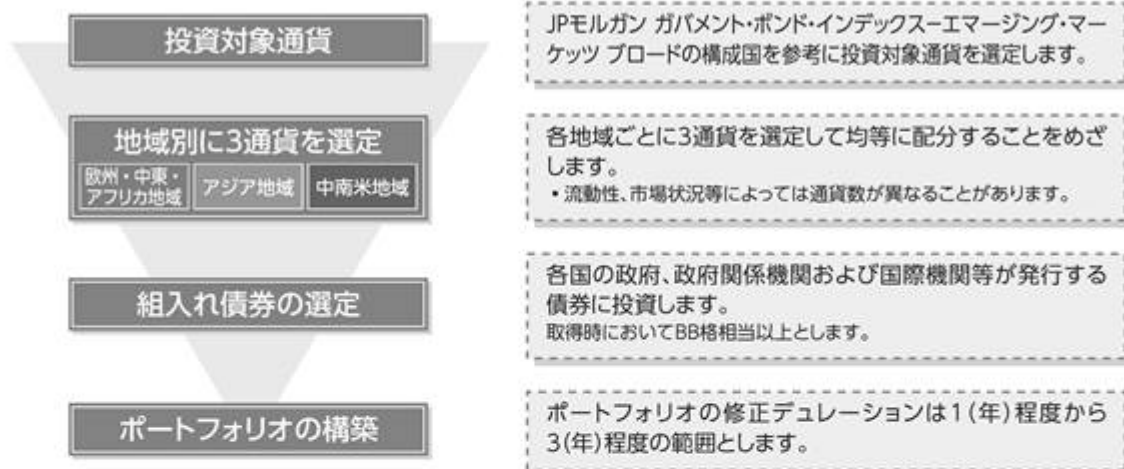 投資対象通貨
JPモルガン ガバメント・ボンド・インデックス－エマージング・マー
ケッツ ブロードの構成国を参考に投資対象通貨を選定します。
地域別に3通貨を選定
欧州・中東・
アフリカ地域
アジア地域
中南米地域
各地域ごとに3通貨を選定して均等に配分することをめざ
します。
・流動性、市場状況等によっては通貨数が異なることがあります。
組入れ債券の選定
各国の政府、政府関係機関および国際機関等が発行する
債券に投資します。
取得時においてBB格相当以上とします。
ポートフォリオの構築
ポートフォリオの修正デュレーションは1(年)程度から
3(年)程度の範囲とします。